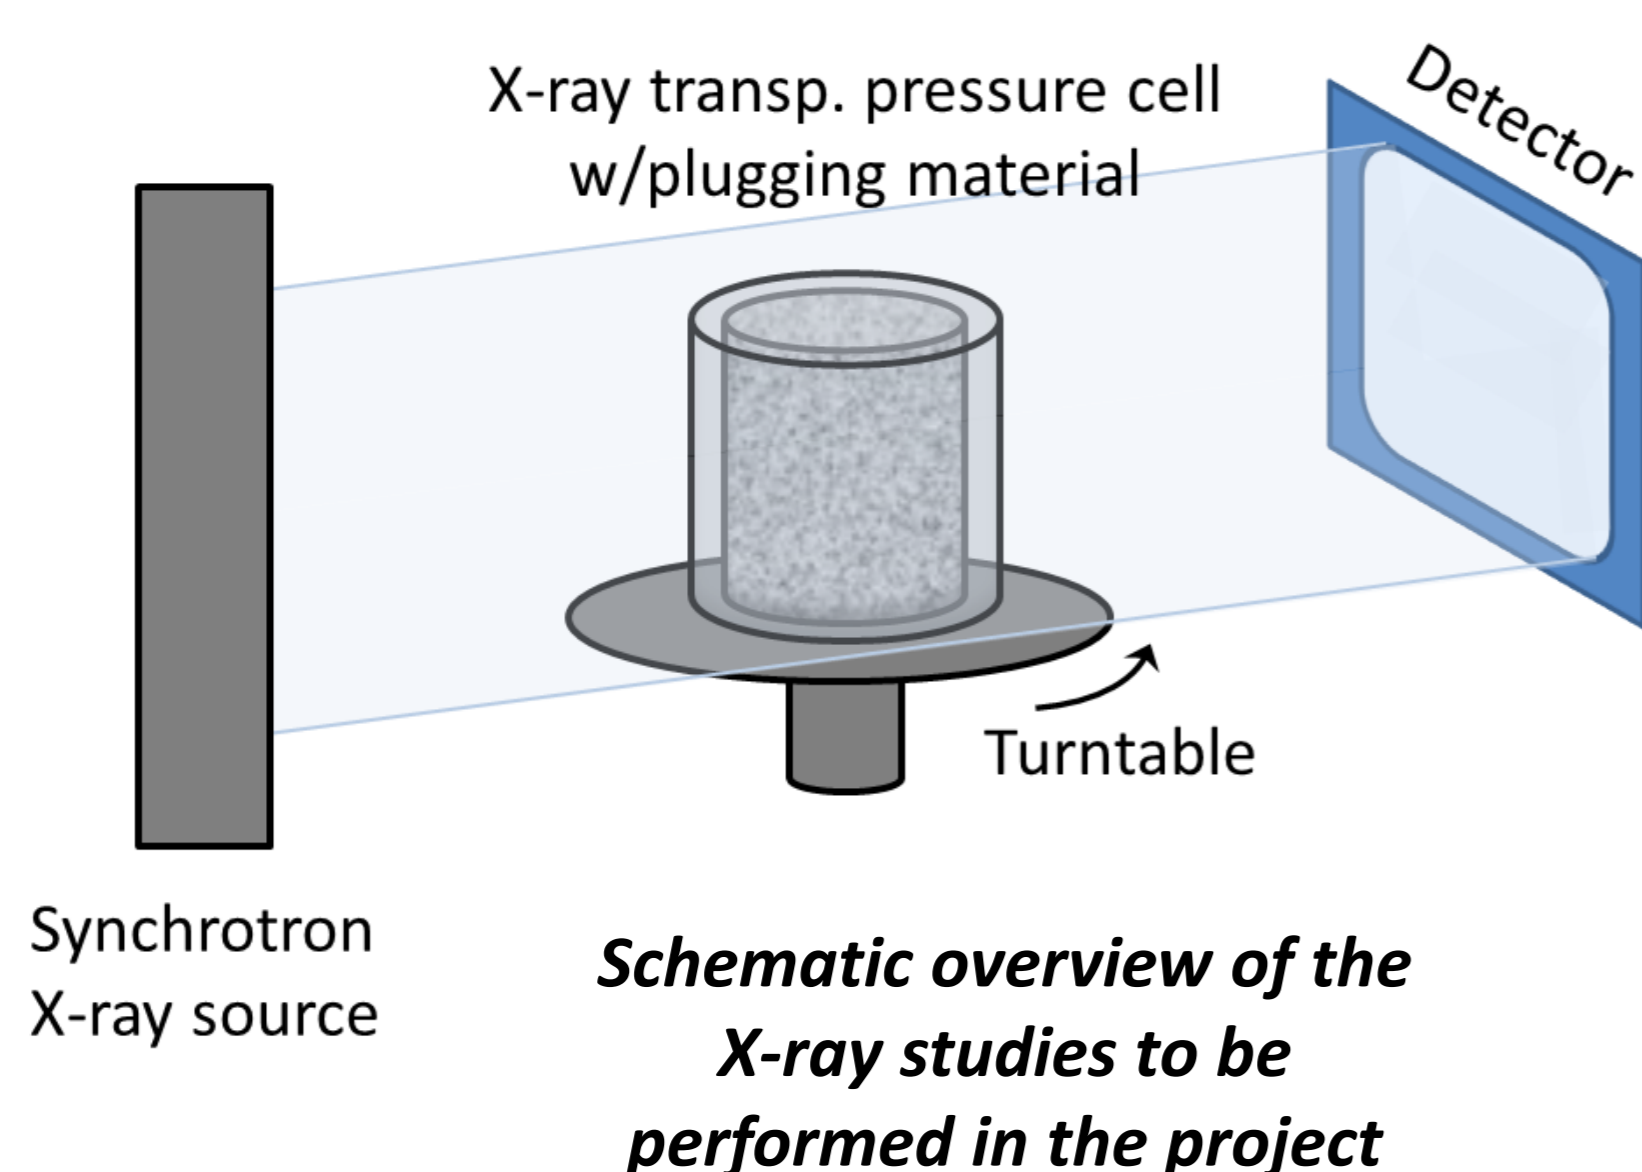 X-ray transp. pressure cell
w/plugging material
Detector
Turntable
Synchrotron
X-ray source
Schematic overview of the
X-ray studies to be
performed in the project